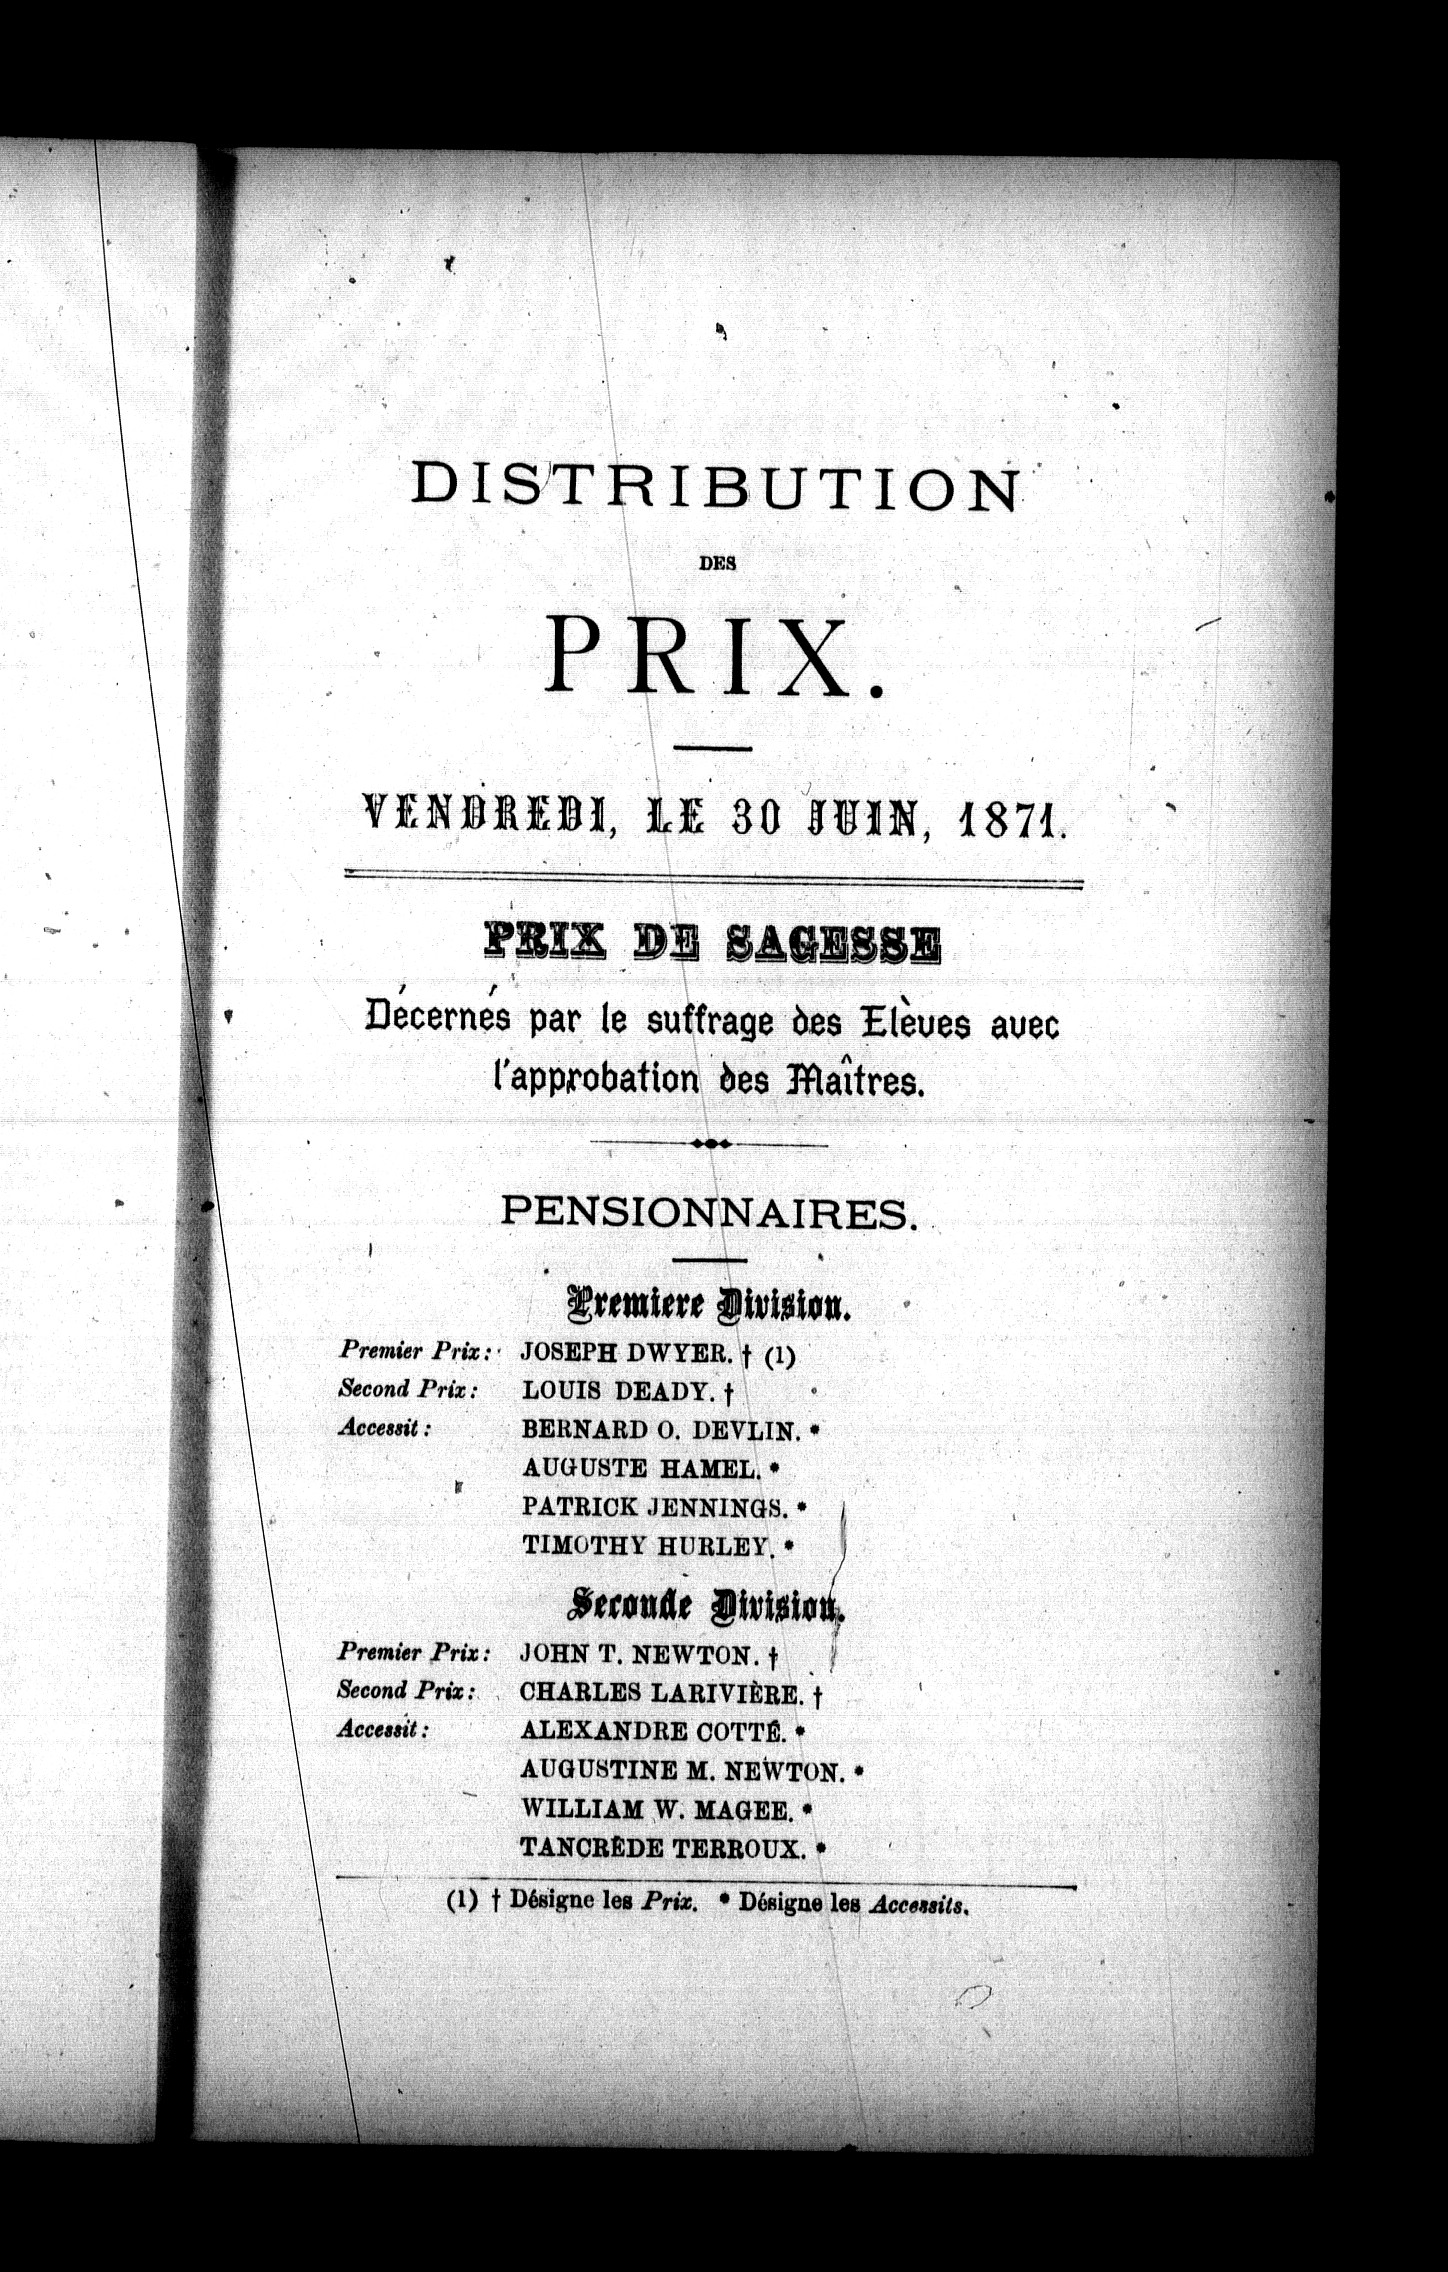 DISTRIBUTION
DES
PRIX.
VENDREDI, LE 30 JUIN, 1871.
PRIX DE SAGESSE
Décernés par le suffrage des Elèves avec
l'approbation des Maîtres.
PENSIONNAIRES.
Premiere Division.
Premier Prix: JOSEPH DWYER. † (1)
Second Prix: LOUIS DEADY. †
Accessit: BERNARD O. DEVLIN. *
AUGUSTE HAMEL. *
PATRICK JENNINGS. *
TIMOTHY HURLEY. *
Seconde Division.
Premier Prix: JOHN T. NEWTON. †
Second Prix: CHARLES LARIVIÈRE. †
Accessit: ALEXANDRE COTTÉ. *
AUGUSTINE M. NEWTON. *
WILLIAM W. MAGEE. *
TANCRÈDE TERROUX. *
(1) † Désigne les Prix. * Désigne les Accessits.